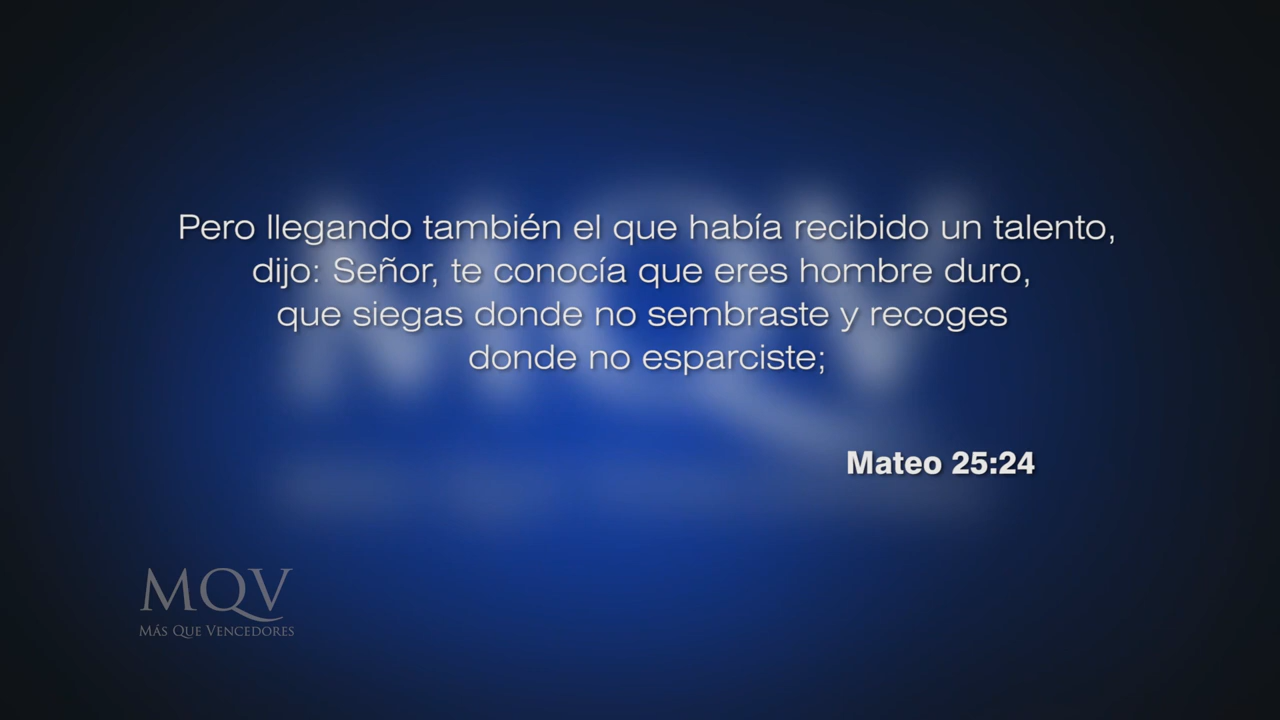 Pero llegando también el que había recibido un talento,
dijo: Señor, te conocía que eres hombre duro,
que siegas donde no sembraste y recoges
donde no esparciste;
Mateo 25:24
MQV
MÁS QUE VENCEDORES